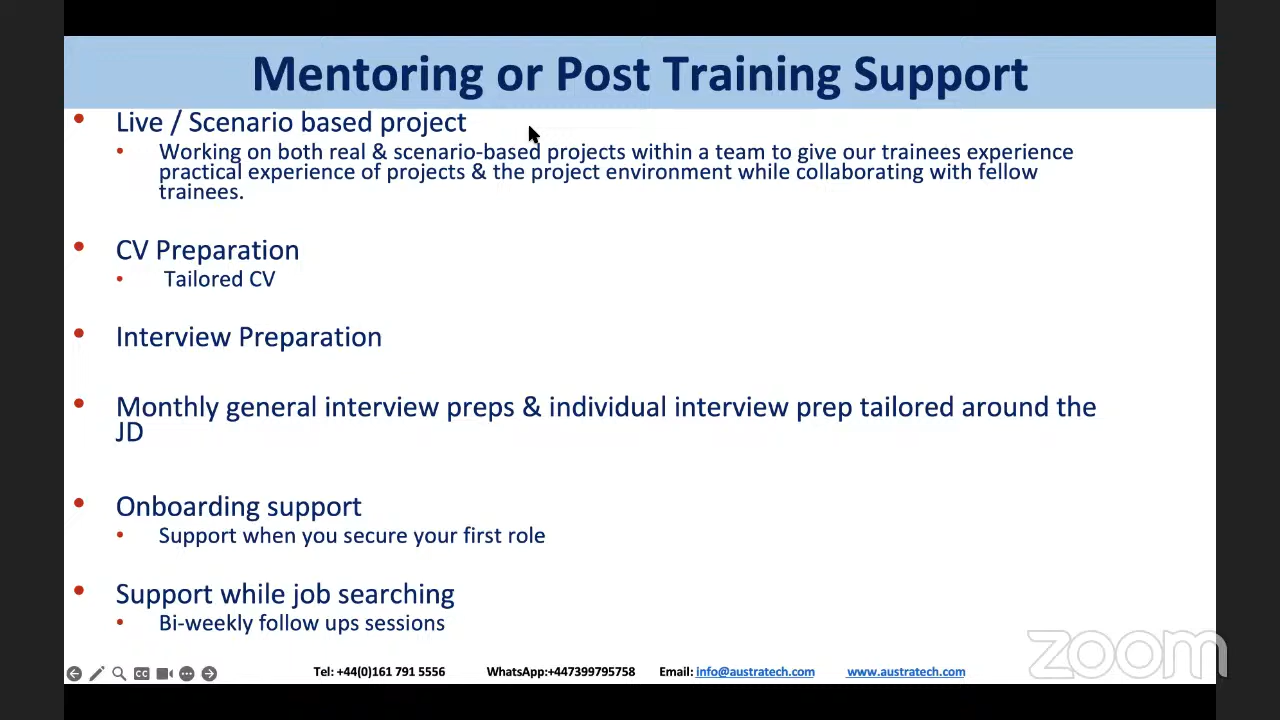 Mentoring or Post Training Support
• Live / Scenario based project
• Working on both real & scenario-based projects within a team to give our trainees experience
practical experience of projects & the project environment while collaborating with fellow
trainees.
• CV Preparation
• Tailored CV
• Interview Preparation
• Monthly general interview preps & individual interview prep tailored around the
JD
• Onboarding support
• Support when you secure your first role
• Support while job searching
• Bi-weekly follow ups sessions
CC
Tel: +44(0)161 791 5556 WhatsApp:+447399795758 Email: info@austratech.com www.austratech.com
zoom